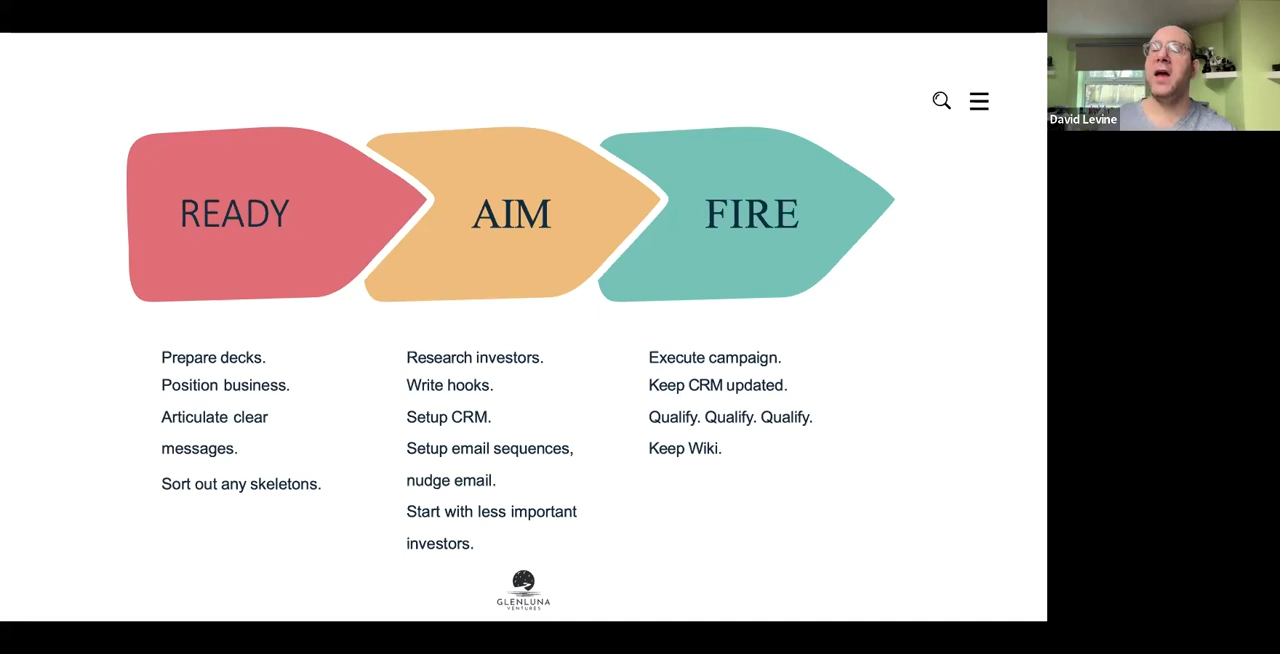 David Levine
READY
AIM
FIRE
Prepare decks.
Position business.
Articulate clear
messages.
Sort out any skeletons.
Research investors.
Write hooks.
Setup CRM.
Setup email sequences,
nudge email.
Start with less important
investors.
Execute campaign.
Keep CRM updated.
Qualify. Qualify. Qualify.
Keep Wiki.
GLENLUNA
VENTURES